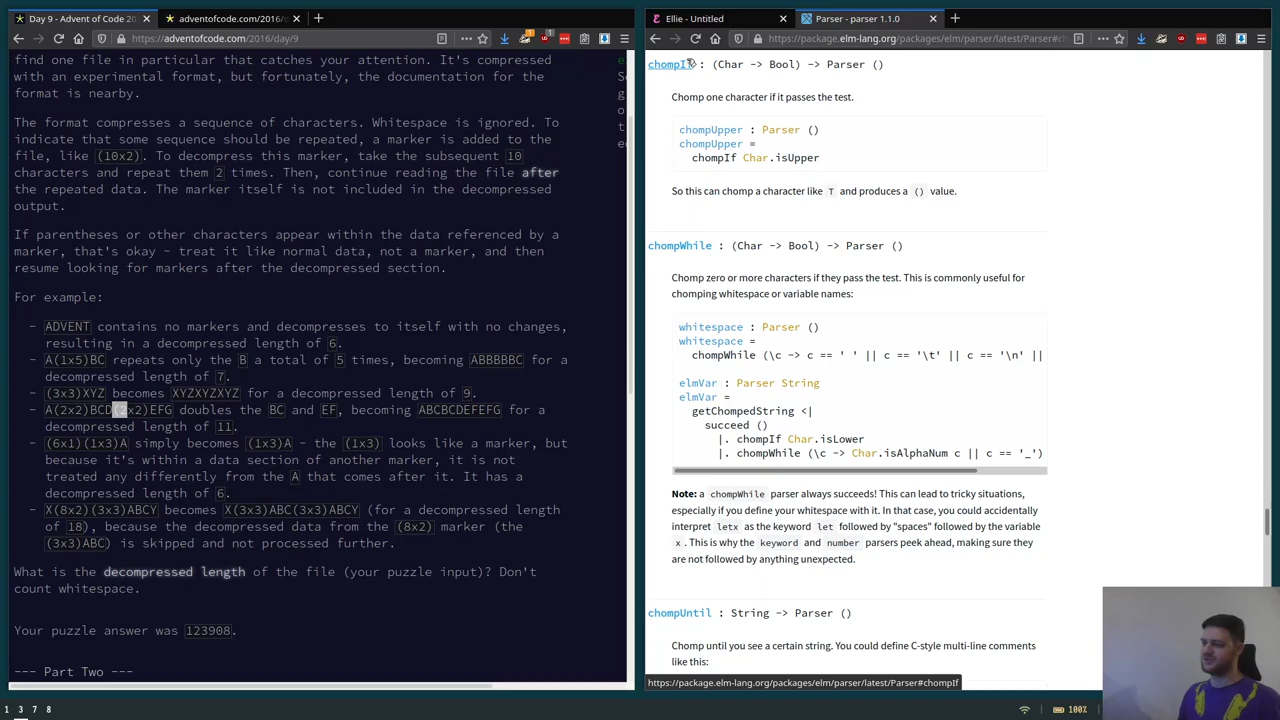 Day 9 - Advent of Code 20
adventofcode.com/2016/d
Ellie - Untitled
Parser - parser 1.1.0
https://adventofcode.com/2016/day/9
https://package.elm-lang.org/packages/elm/parser/latest/Parser#cho
find one file in particular that catches your attention. It's compressed
with an experimental format, but fortunately, the documentation for the
format is nearby.
The format compresses a sequence of characters. Whitespace is ignored. To
indicate that some sequence should be repeated, a marker is added to the
file, like (10x2). To decompress this marker, take the subsequent 10
characters and repeat them 2 times. Then, continue reading the file after
the repeated data. The marker itself is not included in the decompressed
output.
If parentheses or other characters appear within the data referenced by a
marker, that's okay - treat it like normal data, not a marker, and then
resume looking for markers after the decompressed section.
For example:
- ADVENT contains no markers and decompresses to itself with no changes,
resulting in a decompressed length of 6.
- A(1x5)BC repeats only the B a total of 5 times, becoming ABBBBBC for a
decompressed length of 7.
- (3x3)XYZ becomes XYZXYZXYZ for a decompressed length of 9.
- A(2x2)BCD(2x2)EFG doubles the BC and EF, becoming ABCBCDEFEFG for a
decompressed length of 11.
- (6x1)(1x3)A simply becomes (1x3)A - the (1x3) looks like a marker, but
because it's within a data section of another marker, it is not
treated any differently from the A that comes after it. It has a
decompressed length of 6.
- X(8x2)(3x3)ABCY becomes X(3x3)ABC(3x3)ABCY (for a decompressed length
of 18), because the decompressed data from the (8x2) marker (the
(3x3)ABC) is skipped and not processed further.
What is the decompressed length of the file (your puzzle input)? Don't
count whitespace.
Your puzzle answer was 123908.
--- Part Two ---
chompIf : (Char -> Bool) -> Parser ()
Chomp one character if it passes the test.
chompUpper : Parser ()
chompUpper =
chompIf Char.isUpper
So this can chomp a character like T and produces a () value.
chompWhile : (Char -> Bool) -> Parser ()
Chomp zero or more characters if they pass the test. This is commonly useful for
chomping whitespace or variable names:
whitespace : Parser ()
whitespace =
chompWhile (\c -> c == ' ' || c == '\t' || c == '\n' ||
elmVar : Parser String
elmVar =
getChompedString <|
succeed ()
|. chompIf Char.isLower
|. chompWhile (\c -> Char.isAlphaNum c || c == '_')
Note: a chompWhile parser always succeeds! This can lead to tricky situations,
especially if you define your whitespace with it. In that case, you could accidentally
interpret letx as the keyword let followed by "spaces" followed by the variable
x . This is why the keyword and number parsers peek ahead, making sure they
are not followed by anything unexpected.
chompUntil : String -> Parser ()
Chomp until you see a certain string. You could define C-style multi-line comments
like this:
https://package.elm-lang.org/packages/elm/parser/latest/Parser#chompIf
1 3 7 8
100%